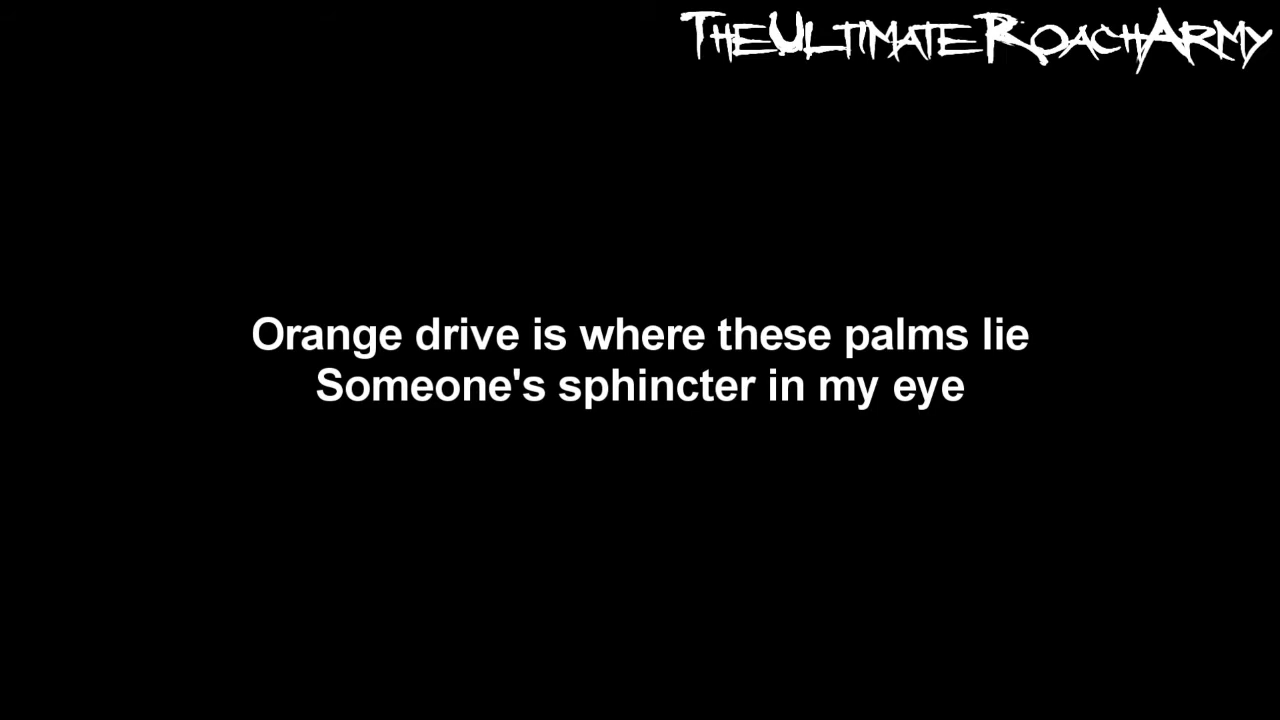 TheUltimateRoachArmy
Orange drive is where these palms lie
Someone's sphincter in my eye